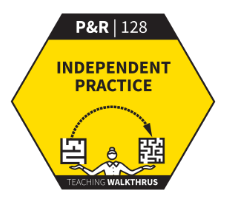 P&R | 128
INDEPENDENT
PRACTICE
TEACHING WALKTHRUS